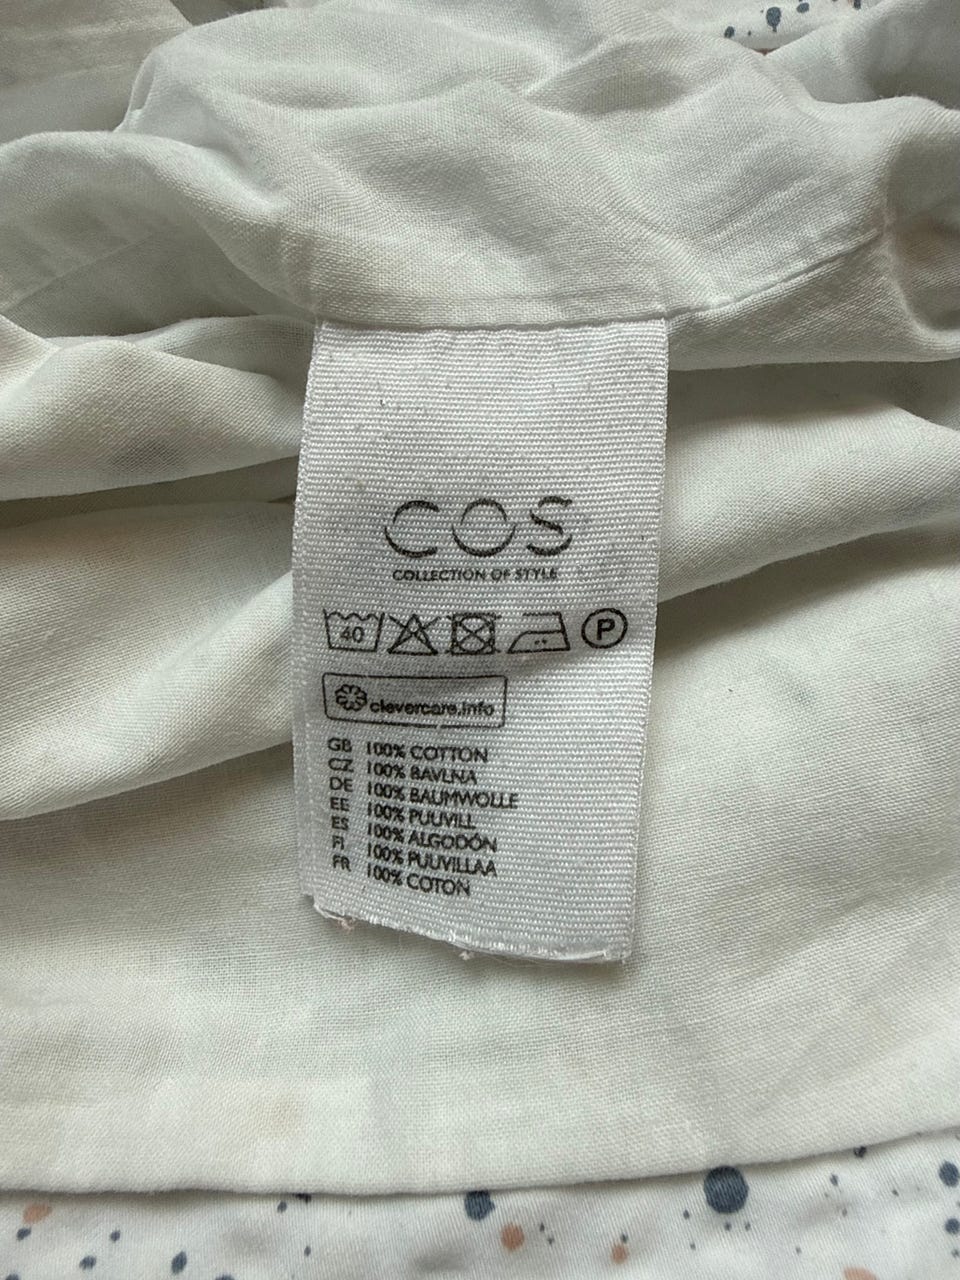 COS
COLLECTION OF STYLE
40 P
clevercare.info
GB 100% COTTON
CZ 100% BAVLNA
DE 100% BAUMWOLLE
EE 100% PUUVILL
ES 100% ALGODÓN
FI 100% PUUVILLAA
FR 100% COTON